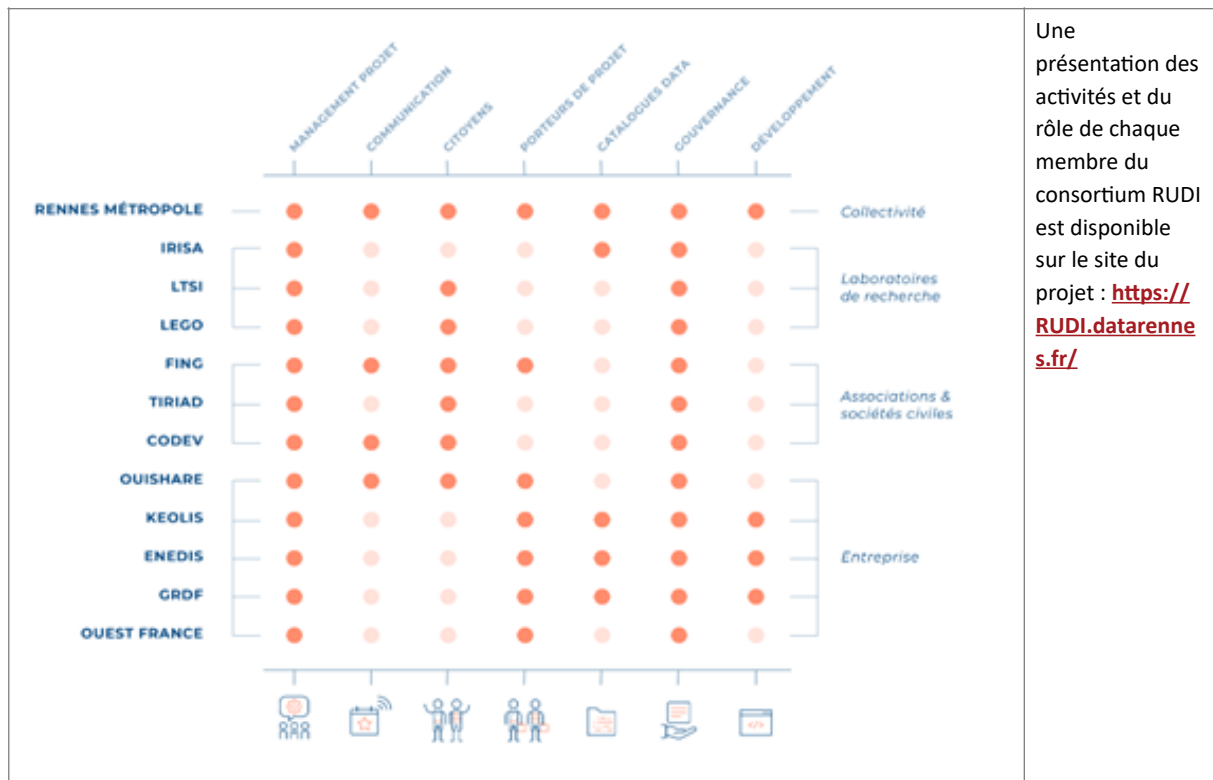 MANAGEMENT PROJET
COMMUNICATION
CITOYENS
PORTEURS DE PROJET
CATALOGUES DATA
GOUVERNANCE
DÉVELOPPEMENT
RENNES MÉTROPOLE
Collectivité
IRISA
LTSI
LEGO
Laboratoires
de recherche
FING
TIRIAD
CODEV
Associations &
sociétés civiles
OUISHARE
KEOLIS
ENEDIS
GRDF
OUEST FRANCE
Entreprise
Une
présentation des
activités et du
rôle de chaque
membre du
consortium RUDI
est disponible
sur le site du
projet : https://
RUDI.datarenne
s.fr/